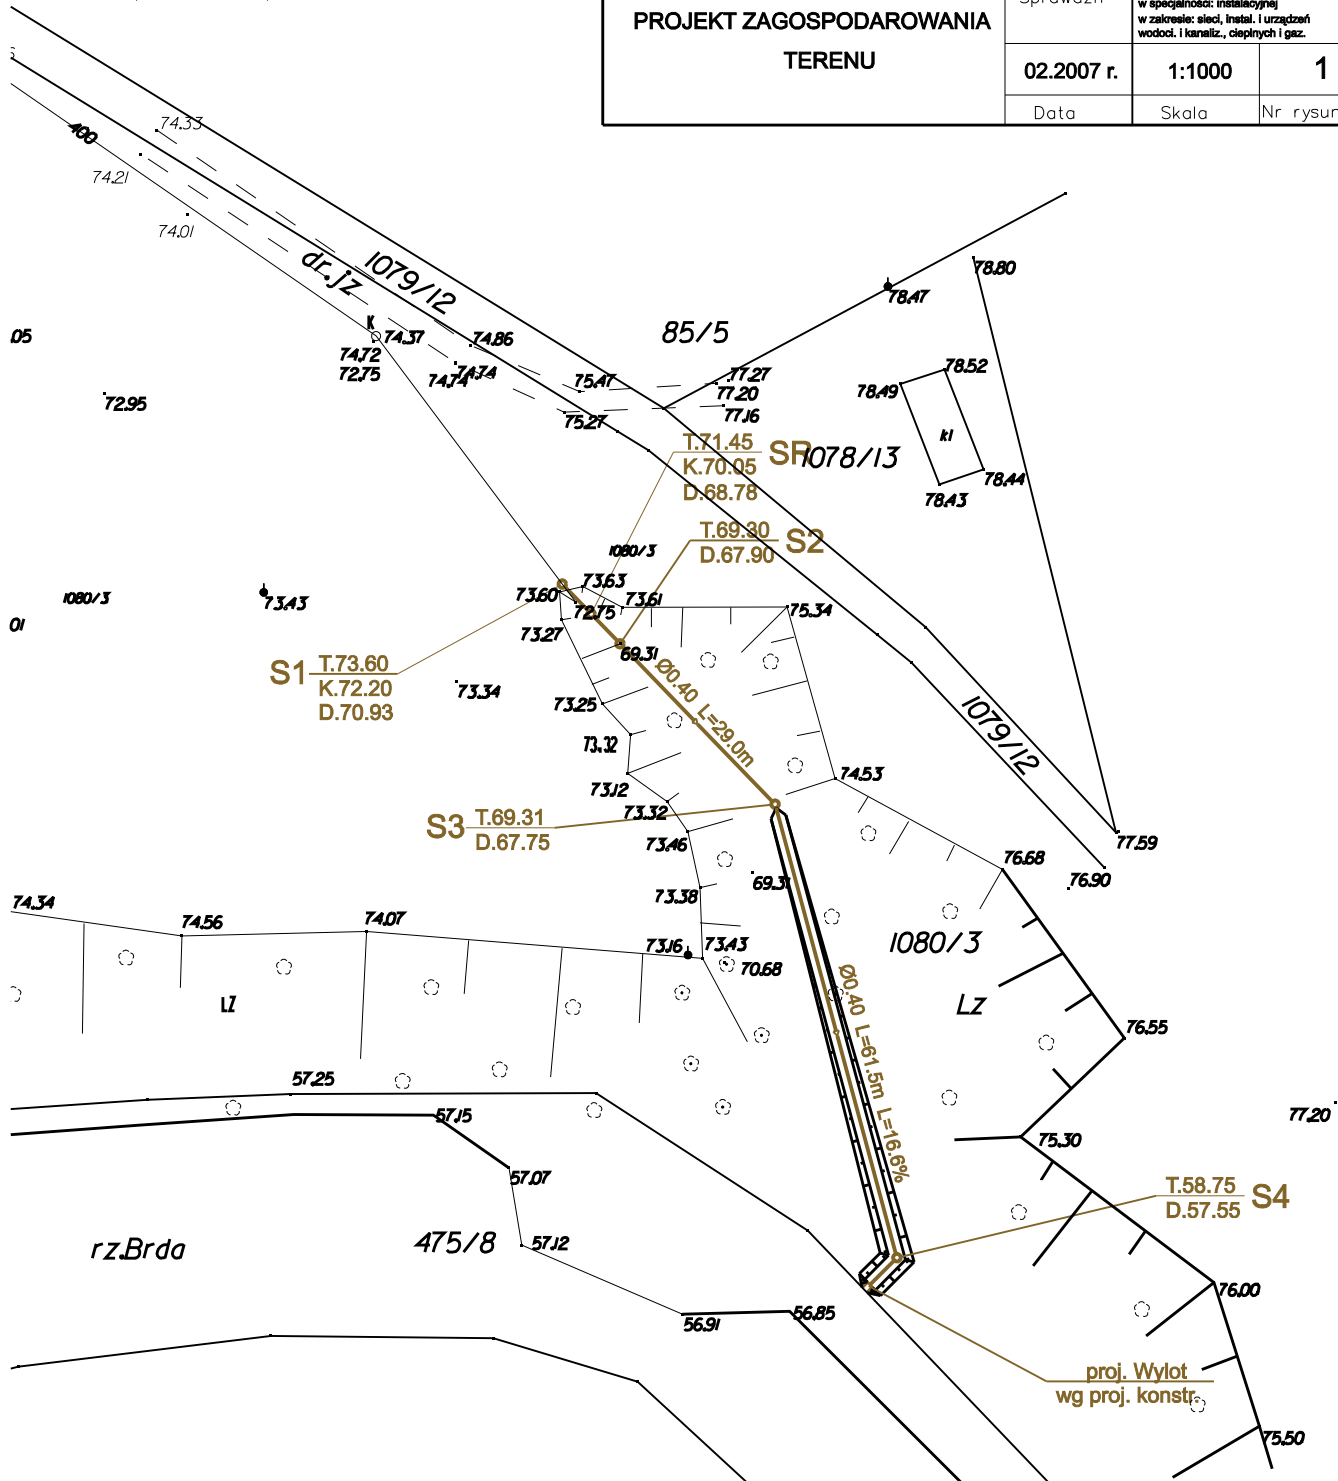 PROJEKT ZAGOSPODAROWANIA
TERENU
w specjalności: instalacyjnej
w zakresie: sieci, instal. i urządzeń
wodoci. i kanaliz., cieplnych i gaz.
02.2007 r.
1:1000
1
Data
Skala
Nr rysun
400
74.33
74.21
74.01
dr.jz
1079/12
05
K
74.37
74.72
72.75
74.86
74.74
74.74
72.95
75.47
75.27
85/5
77.27
77.20
77.16
78.80
78.47
78.52
78.49
kl
78.44
78.43
1078/13
T.71.45
K.70.05
D.68.78
SR
T.69.30
D.67.90
S2
1080/3
1080/3
73.43
01
73.63
73.60
72.75
73.61
73.27
75.34
69.31
S1
T.73.60
K.72.20
D.70.93
73.34
73.25
73.32
Ø0.40 L=29.0m
1079/12
73.12
73.32
74.53
S3
T.69.31
D.67.75
73.46
77.59
76.68
76.90
69.31
73.38
74.34
74.56
74.07
73.16
73.43
70.68
1080/3
LZ
Lz
Ø0.40 L=61.5m L=16.6%
76.55
57.25
57.15
77.20
75.30
57.07
T.58.75
D.57.55
S4
rz.Brda
475/8
57.12
76.00
56.91
56.85
proj. Wylot
wg proj. konstr.
75.50